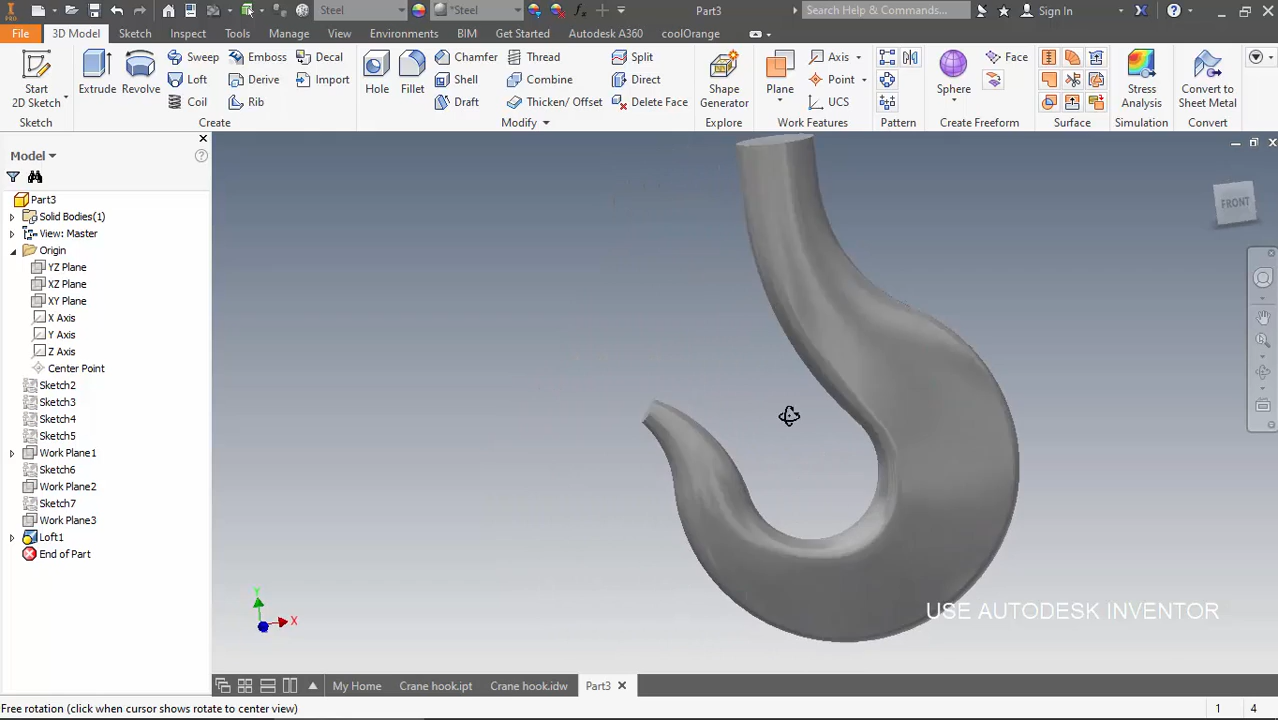 PRO
Steel
*Steel
Part3
Search Help & Commands...
Sign In
File
3D Model
Sketch
Inspect
Tools
Manage
View
Environments
BIM
Get Started
Autodesk A360
coolOrange
Start
2D Sketch
Sketch
Extrude
Revolve
Sweep
Loft
Coil
Emboss
Derive
Rib
Decal
Import
Create
Hole
Fillet
Chamfer
Shell
Draft
Thread
Combine
Thicken/ Offset
Split
Direct
Delete Face
Modify
Shape
Generator
Explore
Plane
Axis
Point
UCS
Work Features
Pattern
Sphere
Face
Create Freeform
Surface
Stress
Analysis
Simulation
Convert to
Sheet Metal
Convert
Model
Part3
Solid Bodies(1)
View: Master
Origin
YZ Plane
XZ Plane
XY Plane
X Axis
Y Axis
Z Axis
Center Point
Sketch2
Sketch3
Sketch4
Sketch5
Work Plane1
Sketch6
Work Plane2
Sketch7
Work Plane3
Loft1
End of Part
FRONT
Y
X
USE AUTODESK INVENTOR
My Home
Crane hook.ipt
Crane hook.idw
Part3
Free rotation (click when cursor shows rotate to center view)
1
4